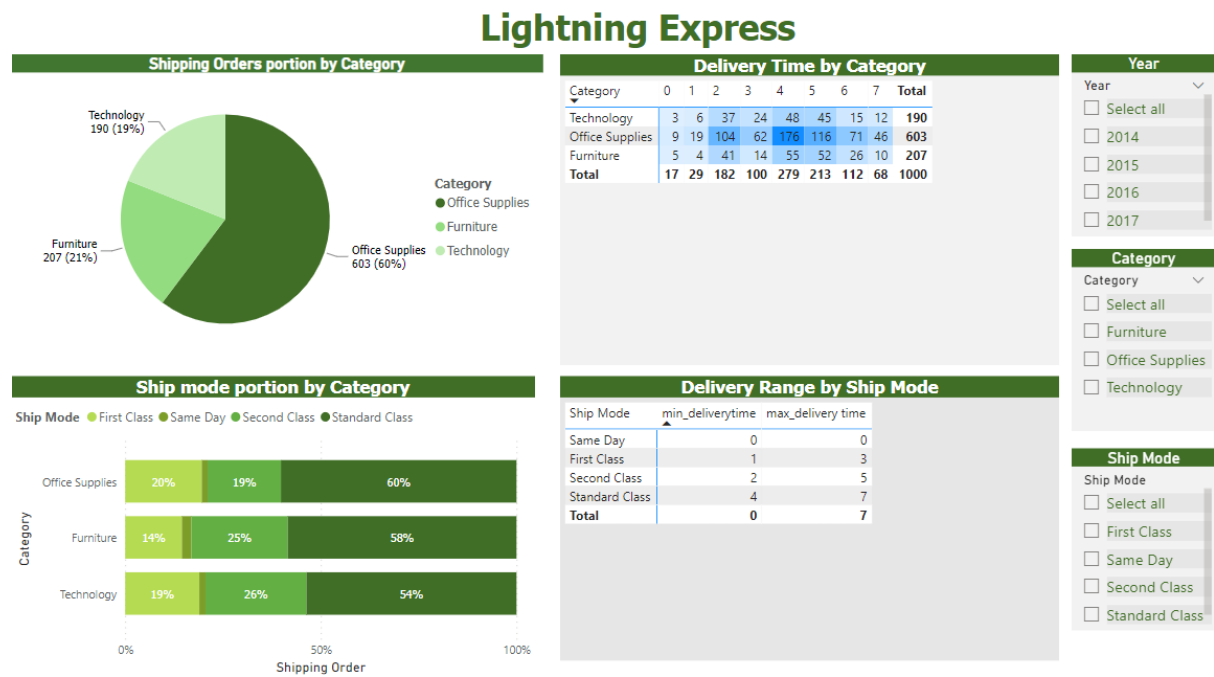 Lightning Express
Shipping Orders portion by Category
Technology
190 (19%)
Furniture
207 (21%)
Office Supplies
603 (60%)
Category
Office Supplies
Furniture
Technology
Delivery Time by Category
Category 0 1 2 3 4 5 6 7 Total
Technology 3 6 37 24 48 45 15 12 190
Office Supplies 9 19 104 62 176 116 71 46 603
Furniture 5 4 41 14 55 52 26 10 207
Total 17 29 182 100 279 213 112 68 1000
Year
Year
Select all
2014
2015
2016
2017
Category
Category
Select all
Furniture
Office Supplies
Technology
Ship mode portion by Category
Ship Mode First Class Same Day Second Class Standard Class
Category
Office Supplies 20% 19% 60%
Furniture 14% 25% 58%
Technology 19% 26% 54%
0% 50% 100%
Shipping Order
Delivery Range by Ship Mode
Ship Mode min_deliverytime max_delivery time
Same Day 0 0
First Class 1 3
Second Class 2 5
Standard Class 4 7
Total 0 7
Ship Mode
Ship Mode
Select all
First Class
Same Day
Second Class
Standard Class